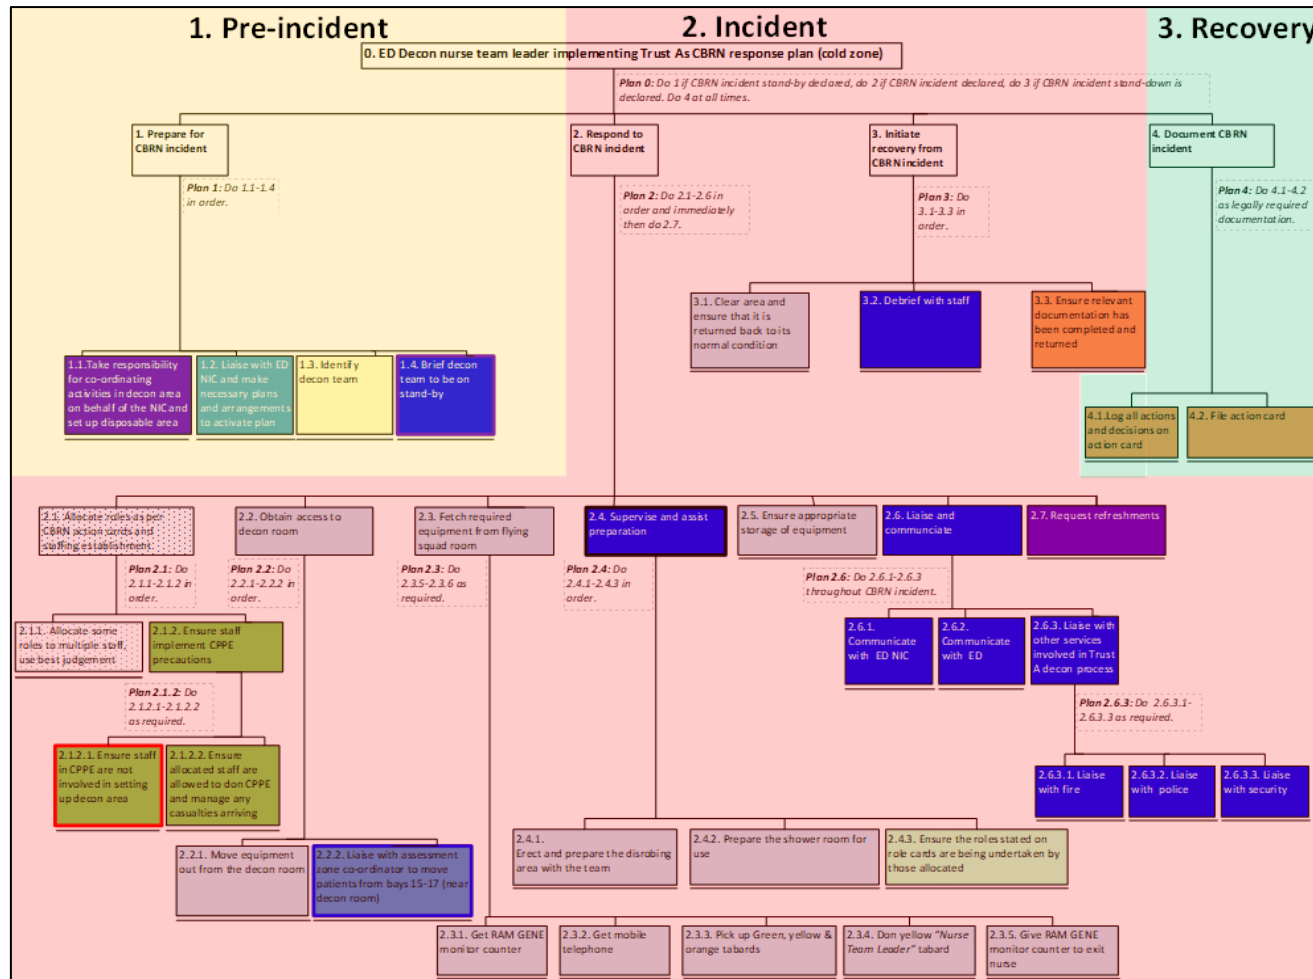 1. Pre-incident
2. Incident
3. Recovery
0. ED Decon nurse team leader implementing Trust As CBRN response plan (cold zone)
Plan 0: Do 1 if CBRN incident stand-by declared, do 2 if CBRN incident declared, do 3 if CBRN incident stand-down is
declared. Do 4 at all times.
1. Prepare for
CBRN incident
2. Respond to
CBRN incident
3. Initiate
recovery from
CBRN incident
4. Document CBRN
incident
Plan 1: Do 1.1-1.4
in order.
Plan 2: Do 2.1-2.6 in
order and immediately
then do 2.7.
Plan 3: Do
3.1-3.3 in
order.
Plan 4: Do 4.1-4.2
as legally required
documentation.
3.1. Clear area and
ensure that it is
returned back to its
normal condition
3.2. Debrief with staff
3.3. Ensure relevant
documentation has
been completed and
returned
1.1.Take responsibility
for co-ordinating
activities in decon area
on behalf of the NIC and
set up disposable area
1.2. Liaise with ED
NIC and make
necessary plans
and arrangements
to activate plan
1.3. Identify
decon team
1.4. Brief decon
team to be on
stand-by
4.1.Log all actions
and decisions on
action card
4.2. File action card
2.1. Allocate roles as per
CBRN action cards and
staffing establishment
2.2. Obtain access to
decon room
2.3. Fetch required
equipment from flying
squad room
2.4. Supervise and assist
preparation
2.5. Ensure appropriate
storage of equipment
2.6. Liaise and
communciate
2.7. Request refreshments
Plan 2.1: Do
2.1.1-2.1.2 in
order.
Plan 2.2: Do
2.2.1-2.2.2 in
order.
Plan 2.3: Do
2.3.5-2.3.6 as
required.
Plan 2.4: Do
2.4.1-2.4.3 in
order.
Plan 2.6: Do 2.6.1-2.6.3
throughout CBRN incident.
2.1.1. Allocate some
roles to multiple staff,
use best judgement
2.1.2. Ensure staff
implement CPPE
precautions
2.6.1.
Communicate
with ED NIC
2.6.2.
Communicate
with ED
2.6.3. Liaise with
other services
involved in Trust
A decon process
Plan 2.1.2: Do
2.1.2.1-2.1.2.2
as required.
Plan 2.6.3: Do 2.6.3.1-
2.6.3.3 as required.
2.1.2.1. Ensure staff
in CPPE are not
involved in setting
up decon area
2.1.2.2. Ensure
allocated staff are
allowed to don CPPE
and manage any
casualties arriving
2.6.3.1. Liaise
with fire
2.6.3.2. Liaise
with police
2.6.3.3. Liaise
with security
2.2.1. Move equipment
out from the decon room
2.2.2. Liaise with assessment
zone co-ordinator to move
patients from bays 15-17 (near
decon room)
2.4.1.
Erect and prepare the disrobing
area with the team
2.4.2. Prepare the shower room for
use
2.4.3. Ensure the roles stated on
role cards are being undertaken by
those allocated
2.3.1. Get RAM GENE
monitor counter
2.3.2. Get mobile
telephone
2.3.3. Pick up Green, yellow &
orange tabards
2.3.4. Don yellow "Nurse
Team Leader" tabard
2.3.5. Give RAM GENE
monitor counter to exit
nurse